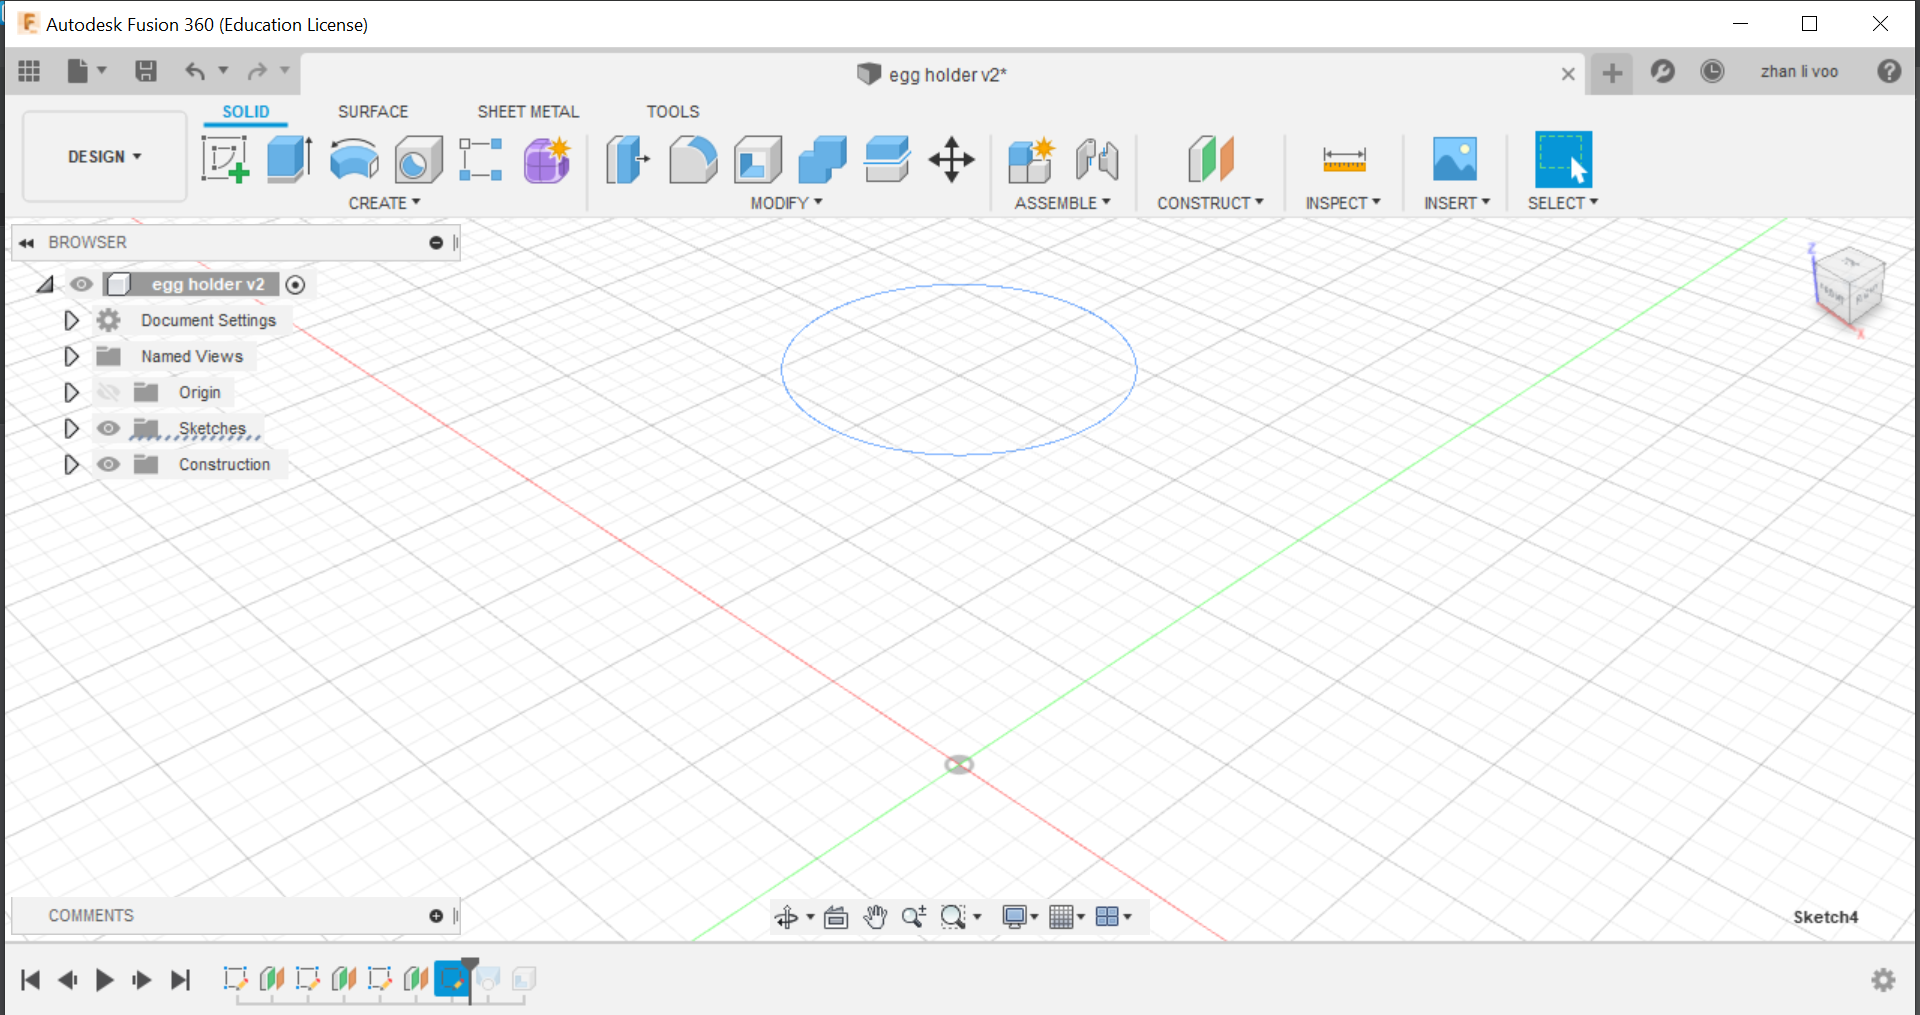 Autodesk Fusion 360 (Education License)
egg holder v2*
zhan li voo
SOLID SURFACE SHEET METAL TOOLS
DESIGN
CREATE MODIFY ASSEMBLE CONSTRUCT INSPECT INSERT SELECT
BROWSER
egg holder v2
Document Settings
Named Views
Origin
Sketches
Construction
Z
X
COMMENTS
Sketch4